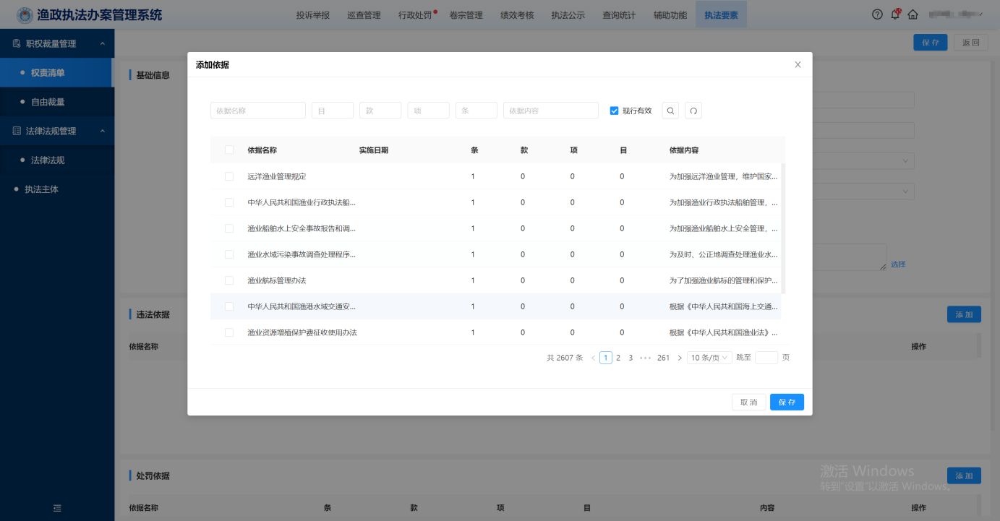 渔政执法办案管理系统
投诉举报 巡查管理 行政处罚 卷宗管理 绩效考核 执法公示 查询统计 辅助功能 执法要素
职权裁量管理
权责清单
自由裁量
法律法规管理
法律法规
执法主体
保 存 返 回
基础信息
选择
违法依据
添 加
依据名称 操作
处罚依据
添 加
依据名称 条 款 项 目 内容 操作
添加依据
依据名称 目 款 项 条 依据内容 现行有效
依据名称 实施日期 条 款 项 目 依据内容
远洋渔业管理规定 1 0 0 0 为加强远洋渔业管理，维护国家...
中华人民共和国渔业行政执法船... 1 0 0 0 为加强渔业行政执法船舶管理，...
渔业船舶水上安全事故报告和调... 1 0 0 0 为加强渔业船舶水上安全管理，...
渔业水域污染事故调查处理程序... 1 0 0 0 为及时、公正地调查处理渔业水...
渔业航标管理办法 1 0 0 0 为了加强渔业航标的管理和保护...
中华人民共和国渔港水域交通安... 1 0 0 0 根据《中华人民共和国海上交通...
渔业资源增殖保护费征收使用办法 1 0 0 0 根据《中华人民共和国渔业法》...
共 2607 条 1 2 3 ••• 261 10 条/页 跳至 页
取 消 保 存
激活 Windows
转到"设置"以激活 Windows。